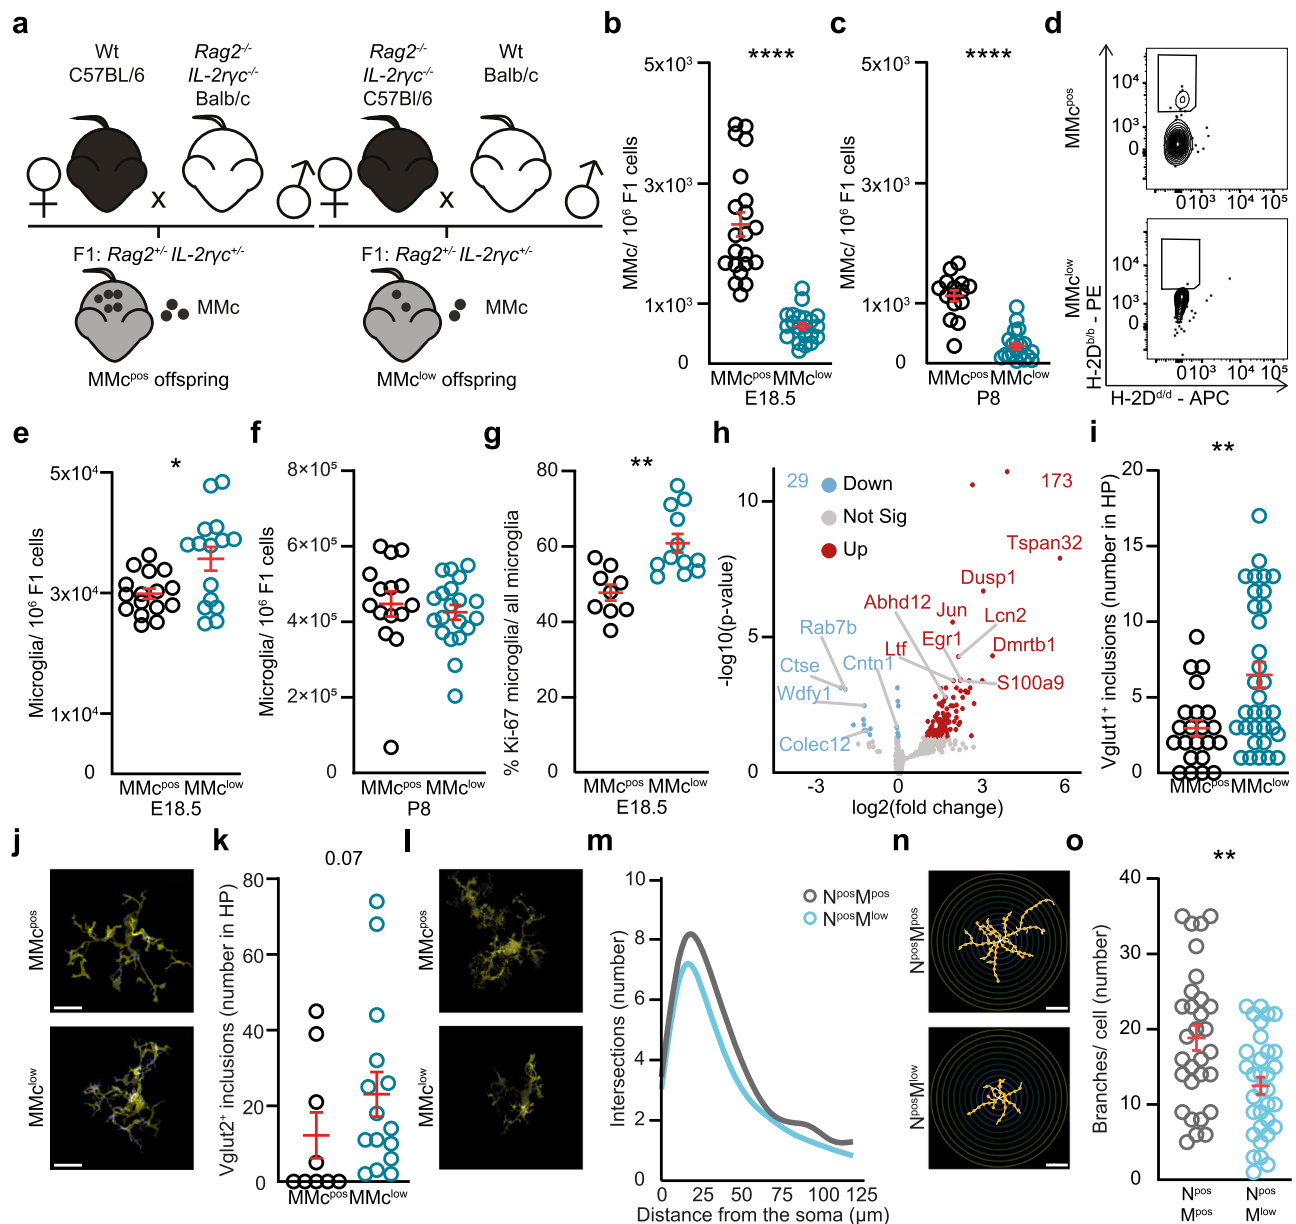 a
Wt
C57BL/6
Rag2-/-
IL-2rγc-/-
Balb/c
Rag2-/-
IL-2rγc-/-
C57Bl/6
Wt
Balb/c
X
X
F1: Rag2+/- IL-2rγc+/-
F1: Rag2+/- IL-2rγc+/-
MMc
MMc
MMcpos offspring
MMclow offspring
b
****
MMc/ 10⁶ F1 cells
5x10³
3x10³
1x10³
0
MMcpos MMclow
E18.5
c
****
MMc/ 10⁶ F1 cells
5x10³
3x10³
1x10³
0
MMcpos MMclow
P8
d
MMcpos
10⁴
10³
0
0 10³ 10⁴ 10⁵
MMclow
10⁴
10³
0
0 10³ 10⁴ 10⁵
H-2Db/b - PE
H-2Dd/d - APC
e
*
Microglia/ 10⁶ F1 cells
5x10⁴
3x10⁴
1x10⁴
0
MMcpos MMclow
E18.5
f
Microglia/ 10⁶ F1 cells
8x10⁵
6x10⁵
4x10⁵
2x10⁵
0
MMcpos MMclow
P8
g
**
% Ki-67 microglia/ all microglia
80
60
40
20
0
MMcpos MMclow
E18.5
h
29 Down
173
Not Sig
Up
Tspan32
Dusp1
Abhd12
Jun
Lcn2
Rab7b
Egr1
Ltf
Dmrtb1
Ctse
Cntn1
S100a9
Wdfy1
Colec12
-log10(p-value)
10
5
0
-3 0 3 6
log2(fold change)
i
**
Vglut1+ inclusions (number in HP)
20
15
10
5
0
MMcpos MMclow
j
MMcpos
MMclow
k
0.07
Vglut2+ inclusions (number in HP)
80
60
40
20
0
MMcpos MMclow
l
MMcpos
MMclow
m
Intersections (number)
10
8
6
4
2
0
NposMpos
NposMlow
0 25 50 75 100 125
Distance from the soma (µm)
n
NposMpos
NposMlow
o
**
Branches/ cell (number)
40
30
20
10
0
Npos Npos
Mpos Mlow